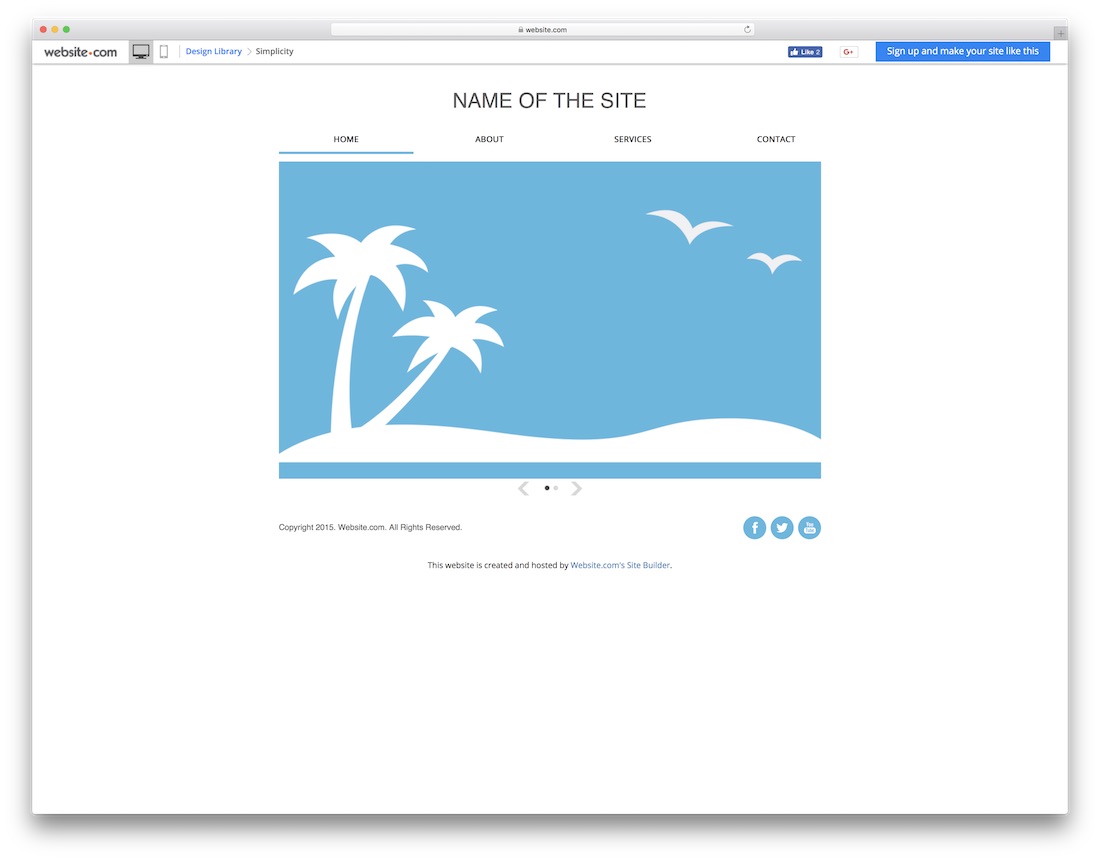 website.com
website.com Design Library > Simplicity Like 2 G+ Sign up and make your site like this
NAME OF THE SITE
HOME ABOUT SERVICES CONTACT
Copyright 2015. Website.com. All Rights Reserved.
You Tube
This website is created and hosted by Website.com's Site Builder.